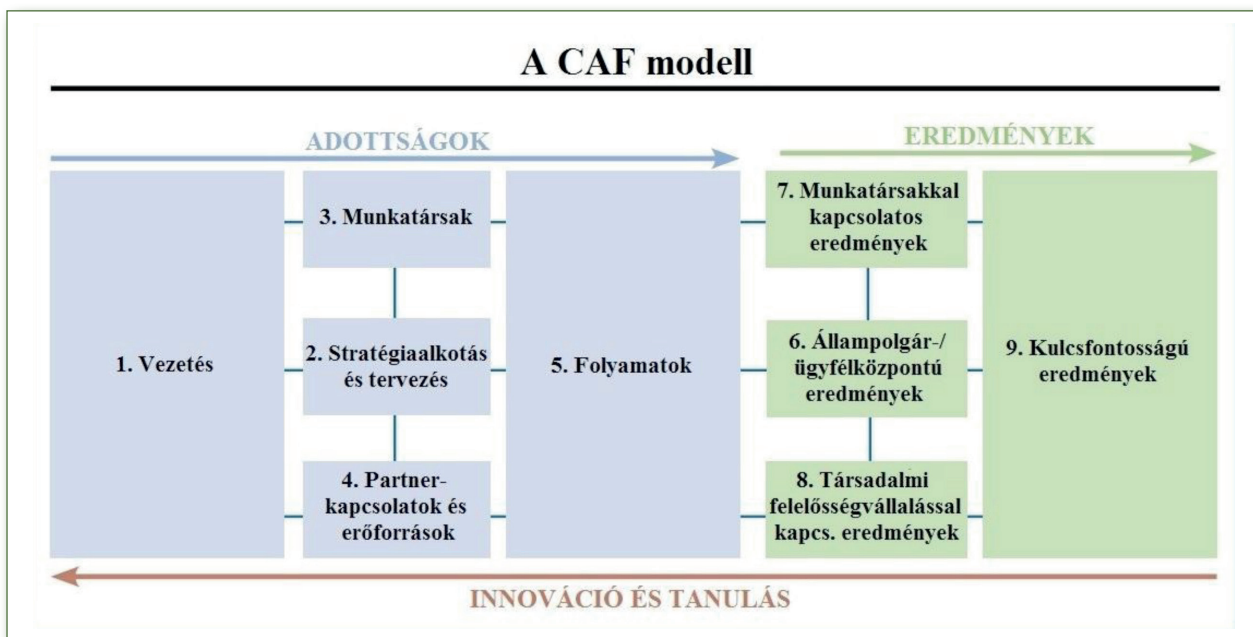 A CAF modell
ADOTTSÁGOK
EREDMÉNYEK
1. Vezetés
3. Munkatársak
2. Stratégiaalkotás
és tervezés
4. Partner-
kapcsolatok és
erőforrások
5. Folyamatok
7. Munkatársakkal
kapcsolatos
eredmények
6. Állampolgár-/
ügyfélközpontú
eredmények
8. Társadalmi
felelősségvállalással
kapcs. eredmények
9. Kulcsfontosságú
eredmények
INNOVÁCIÓ ÉS TANULÁS